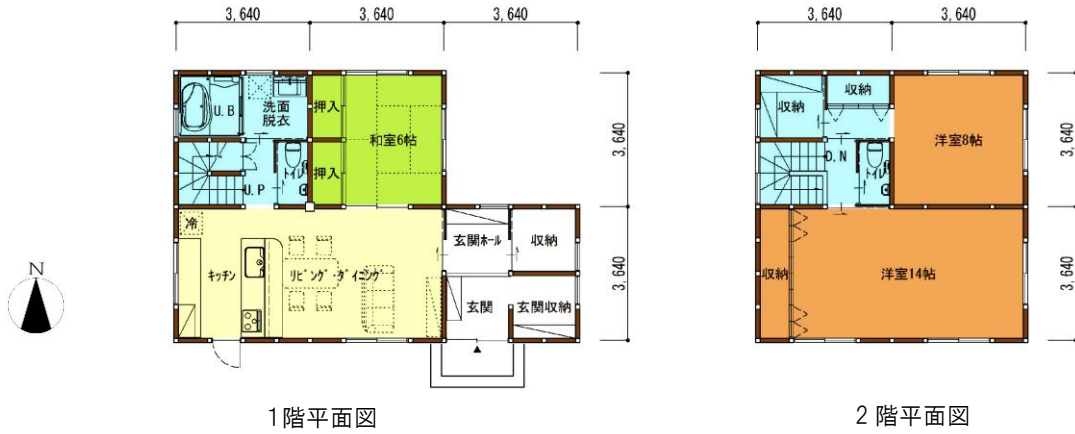 3,640 3,640 3,640
U.B
洗面
脱衣
押入
和室6帖
3,640
押入
トイレ
U.P
冷
キッチン
リビング・ダイニング
玄関ホール
収納
玄関
玄関収納
3,640
N
1階平面図
3,640 3,640
収納
収納
洋室8帖
3,640
D.N
トイレ
収納
洋室14帖
3,640
2階平面図